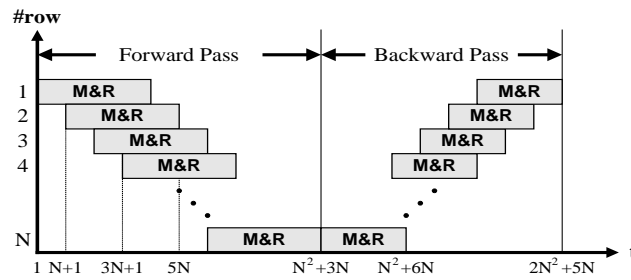 #row
Forward Pass Backward Pass
1 M&R M&R
2 M&R M&R
3 M&R M&R
4 M&R M&R
N M&R M&R
1 N+1 3N+1 5N N²+3N N²+6N 2N²+5N t